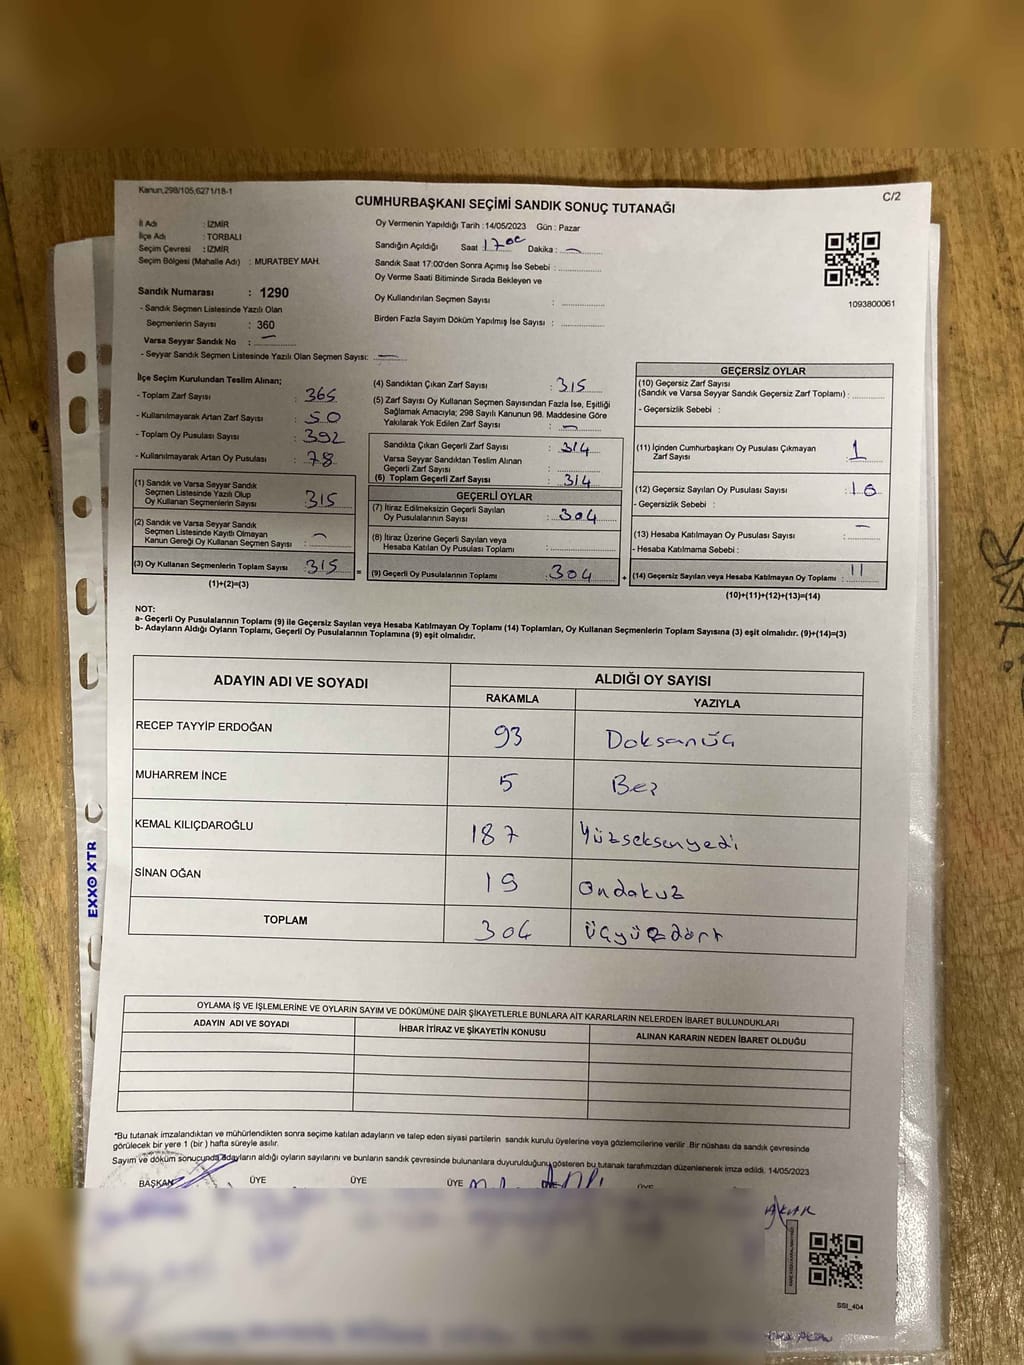 Kanun,298/105,6271/18-1
C/2
CUMHURBAŞKANI SEÇİMİ SANDIK SONUÇ TUTANAĞI
İl Adı : İZMİR
İlçe Adı : TORBALI
Seçim Çevresi : İZMİR
Seçim Bölgesi (Mahalle Adı) : MURATBEY MAH.
Sandık Numarası : 1290
- Sandık Seçmen Listesinde Yazılı Olan
Seçmenlerin Sayısı : 360
Varsa Seyyar Sandık No : —
- Seyyar Sandık Seçmen Listesinde Yazılı Olan Seçmen Sayısı: —
Oy Vermenin Yapıldığı Tarih :14/05/2023 Gün : Pazar
Sandığın Açıldığı Saat 17 00 Dakika : —
Sandık Saat 17:00'den Sonra Açımış İse Sebebi :
Oy Verme Saati Bitiminde Sırada Bekleyen ve
Oy Kullandırılan Seçmen Sayısı :
Birden Fazla Sayım Döküm Yapılmış İse Sayısı :
1093800061
İlçe Seçim Kurulundan Teslim Alınan;
- Toplam Zarf Sayısı : 365
- Kullanılmayarak Artan Zarf Sayısı : 50
- Toplam Oy Pusulası Sayısı : 392
- Kullanılmayarak Artan Oy Pusulası : 78
(1) Sandık ve Varsa Seyyar Sandık
Seçmen Listesinde Yazılı Olup
Oy Kullanan Seçmenlerin Sayısı : 315
(2) Sandık ve Varsa Seyyar Sandık
Seçmen Listesinde Kayıtlı Olmayan
Kanun Gereği Oy Kullanan Seçmen Sayısı : —
(3) Oy Kullanan Seçmenlerin Toplam Sayısı : 315
(1)+(2)=(3)
(4) Sandıktan Çıkan Zarf Sayısı : 315
(5) Zarf Sayısı Oy Kullanan Seçmen Sayısından Fazla İse, Eşitliği
Sağlamak Amacıyla; 298 Sayılı Kanunun 98. Maddesine Göre
Yakılarak Yok Edilen Zarf Sayısı : —
Sandıkta Çıkan Geçerli Zarf Sayısı : 314
Varsa Seyyar Sandıktan Teslim Alınan
Geçerli Zarf Sayısı :
(6) Toplam Geçerli Zarf Sayısı : 314
GEÇERLİ OYLAR
(7) İtiraz Edilmeksizin Geçerli Sayılan
Oy Pusulalarının Sayısı : 304
(8) İtiraz Üzerine Geçerli Sayılan veya
Hesaba Katılan Oy Pusulası Toplamı :
= (9) Geçerli Oy Pusulalarının Toplamı : 304
GEÇERSİZ OYLAR
(10) Geçersiz Zarf Sayısı
(Sandık ve Varsa Seyyar Sandık Geçersiz Zarf Toplamı) :
- Geçersizlik Sebebi :
(11) İçinden Cumhurbaşkanı Oy Pusulası Çıkmayan
Zarf Sayısı : 1
(12) Geçersiz Sayılan Oy Pusulası Sayısı : 10
- Geçersizlik Sebebi :
(13) Hesaba Katılmayan Oy Pusulası Sayısı : —
- Hesaba Katılmama Sebebi :
+ (14) Geçersiz Sayılan veya Hesaba Katılmayan Oy Toplamı : 11
(10)+(11)+(12)+(13)=(14)
NOT:
a- Geçerli Oy Pusulalarının Toplamı (9) ile Geçersiz Sayılan veya Hesaba Katılmayan Oy Toplamı (14) Toplamları, Oy Kullanan Seçmenlerin Toplam Sayısına (3) eşit olmalıdır. (9)+(14)=(3)
b- Adayların Aldığı Oyların Toplamı, Geçerli Oy Pusulalarının Toplamına (9) eşit olmalıdır.
ADAYIN ADI VE SOYADI
ALDIĞI OY SAYISI
RAKAMLA YAZIYLA
RECEP TAYYİP ERDOĞAN 93 Doksanüç
MUHARREM İNCE 5 Beş
KEMAL KILIÇDAROĞLU 187 Yüzseksenyedi
SİNAN OĞAN 19 Ondokuz
TOPLAM 304 Üçyüzdört
OYLAMA İŞ VE İŞLEMLERİNE VE OYLARIN SAYIM VE DÖKÜMÜNE DAİR ŞİKAYETLERLE BUNLARA AİT KARARLARIN NELERDEN İBARET BULUNDUKLARI
ADAYIN ADI VE SOYADI İHBAR İTİRAZ VE ŞİKAYETİN KONUSU ALINAN KARARIN NEDEN İBARET OLDUĞU
*Bu tutanak imzalandıktan ve mühürlendikten sonra seçime katılan adayların ve talep eden siyasi partilerin sandık kurulu üyelerine veya gözlemcilerine verilir. Bir nüshası da sandık çevresinde
görülecek bir yere 1 (bir) hafta süreyle asılır.
Sayım ve döküm sonucunda adayların aldığı oyların sayılarını ve bunların sandık çevresinde bulunanlara duyurulduğunu gösteren bu tutanak tarafımızdan düzenlenerek imza edildi. 14/05/2023
BAŞKAN ÜYE ÜYE ÜYE
SSI_404
EXXO XTR